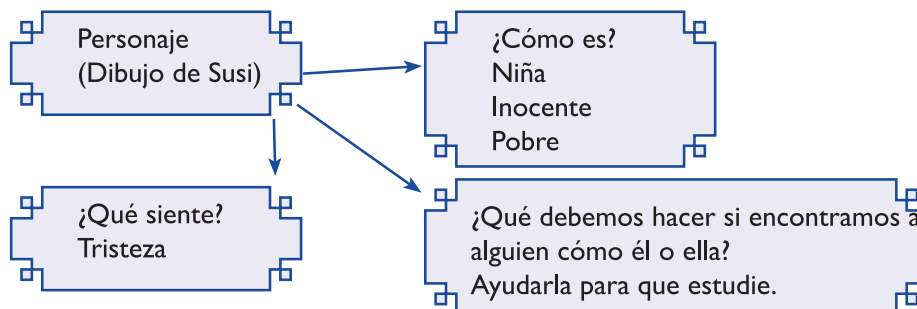 Personaje
(Dibujo de Susi)
¿Cómo es?
Niña
Inocente
Pobre
¿Qué siente?
Tristeza
¿Qué debemos hacer si encontramos a
alguien cómo él o ella?
Ayudarla para que estudie.